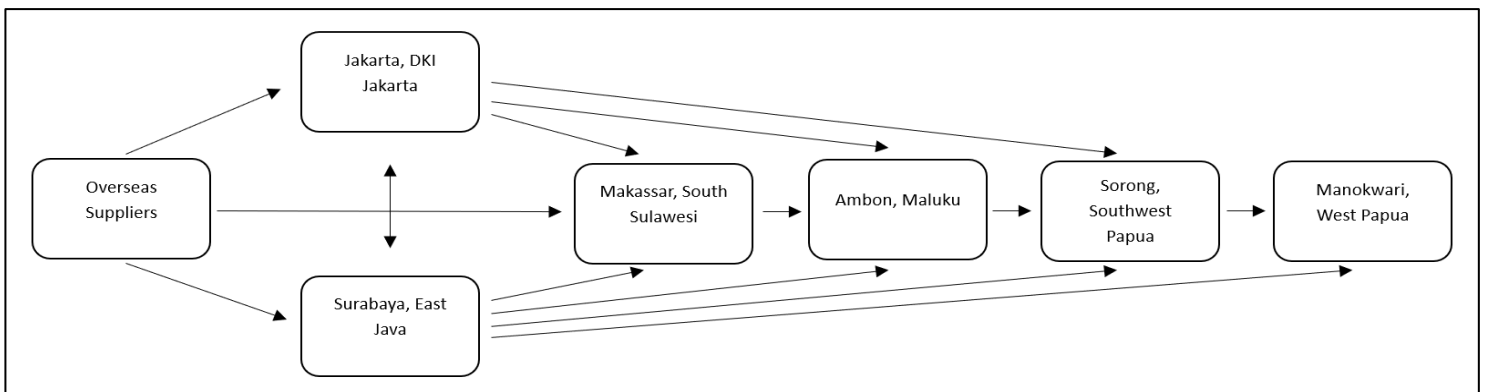 Jakarta, DKI
Jakarta
Overseas
Suppliers
Makassar, South
Sulawesi
Ambon, Maluku
Sorong,
Southwest
Papua
Manokwari,
West Papua
Surabaya, East
Java